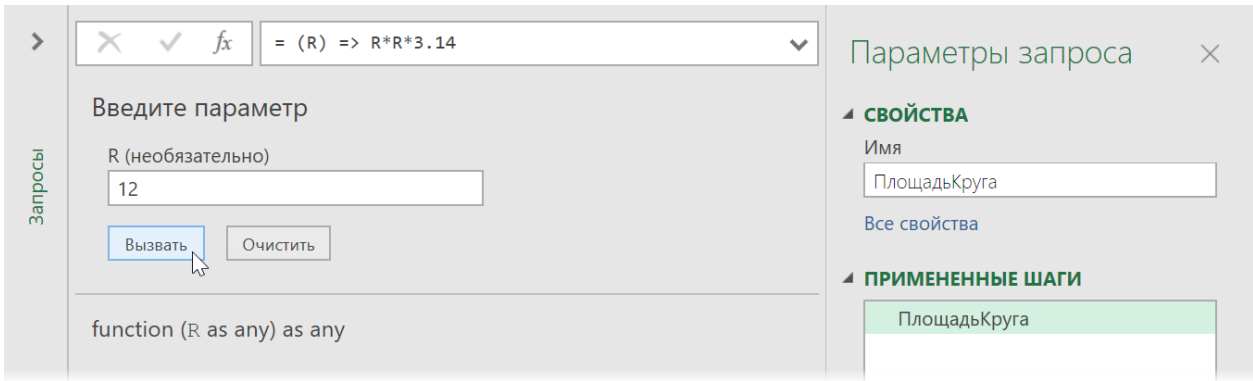 fx
= (R) => R*R*3.14
Запросы
Введите параметр
R (необязательно)
12
Вызвать
Очистить
function (R as any) as any
Параметры запроса
СВОЙСТВА
Имя
ПлощадьКруга
Все свойства
ПРИМЕНЕННЫЕ ШАГИ
ПлощадьКруга